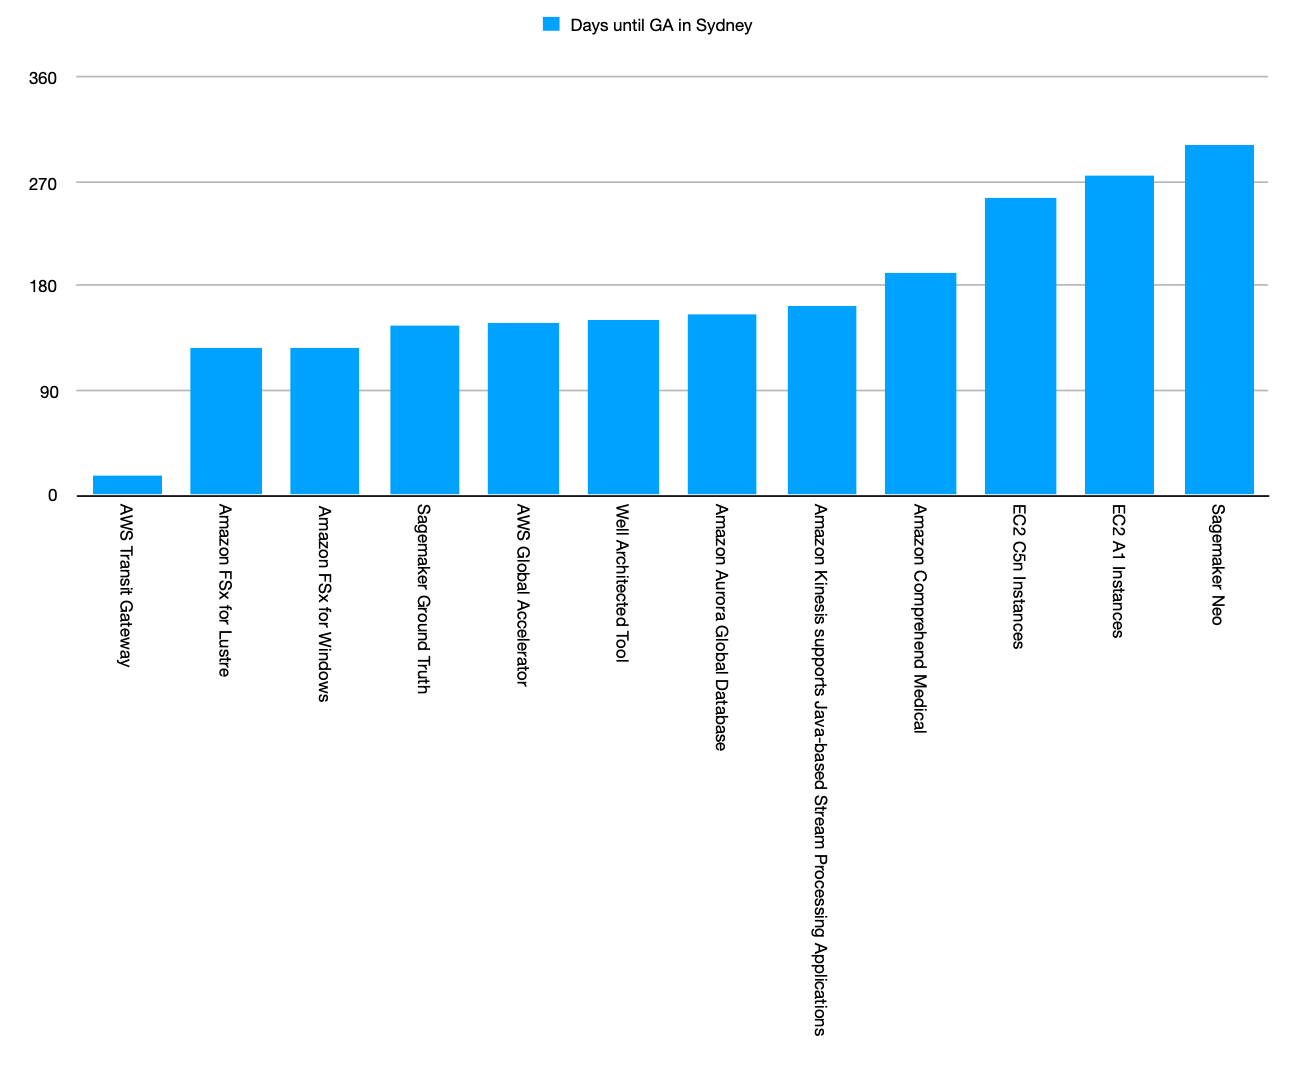 Days until GA in Sydney
360
270
180
90
0
AWS Transit Gateway
Amazon FSx for Lustre
Amazon FSx for Windows
Sagemaker Ground Truth
AWS Global Accelerator
Well Architected Tool
Amazon Aurora Global Database
Amazon Kinesis supports Java-based Stream Processing Applications
Amazon Comprehend Medical
EC2 C5n Instances
EC2 A1 Instances
Sagemaker Neo